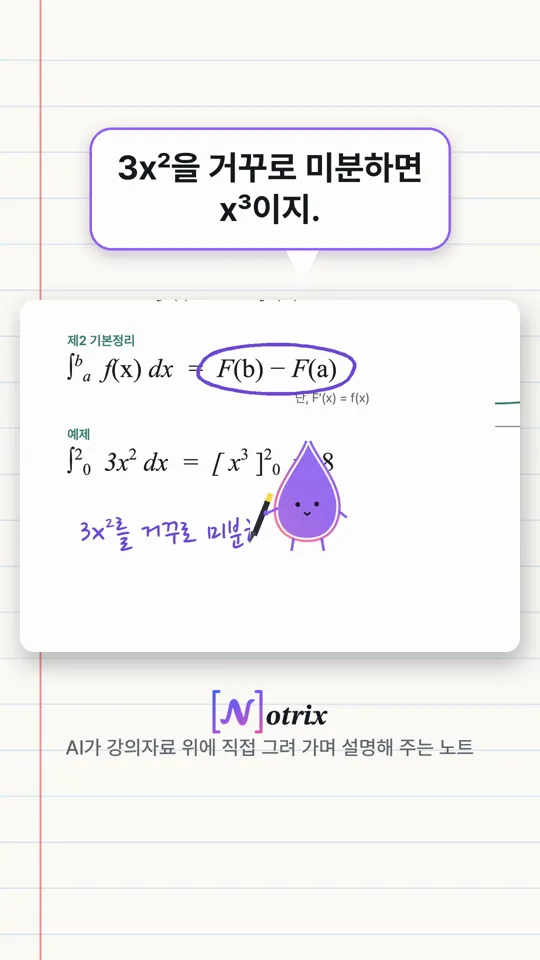 3x²을 거꾸로 미분하면
x³이지.
제2 기본정리
∫ᵇₐ f(x) dx = F(b) − F(a)
단, F′(x) = f(x)
예제
∫²₀ 3x² dx = [ x³ ]²₀ 8
3x²를 거꾸로 미분
[N]otrix
AI가 강의자료 위에 직접 그려 가며 설명해 주는 노트